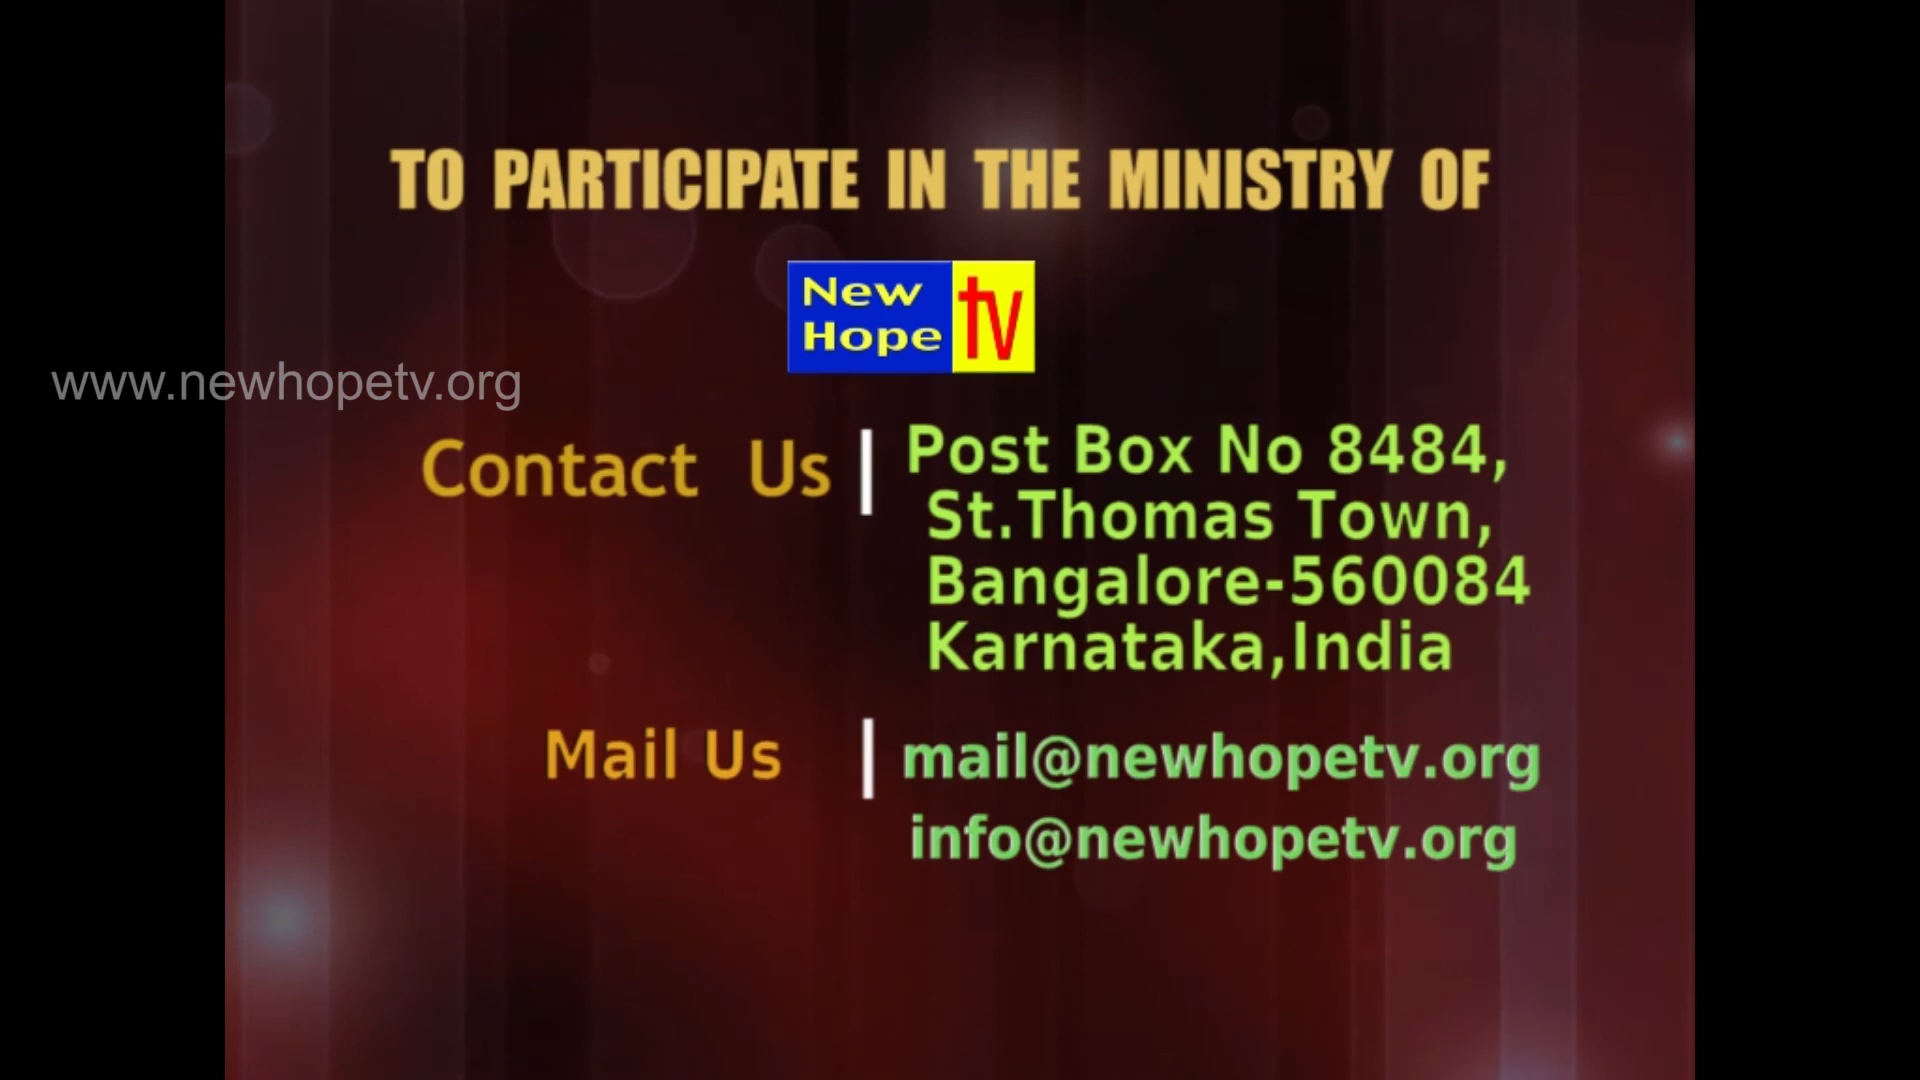 TO PARTICIPATE IN THE MINISTRY OF
New
Hope
tv
www.newhopetv.org
Contact Us
Post Box No 8484,
St.Thomas Town,
Bangalore-560084
Karnataka,India
Mail Us
mail@newhopetv.org
info@newhopetv.org